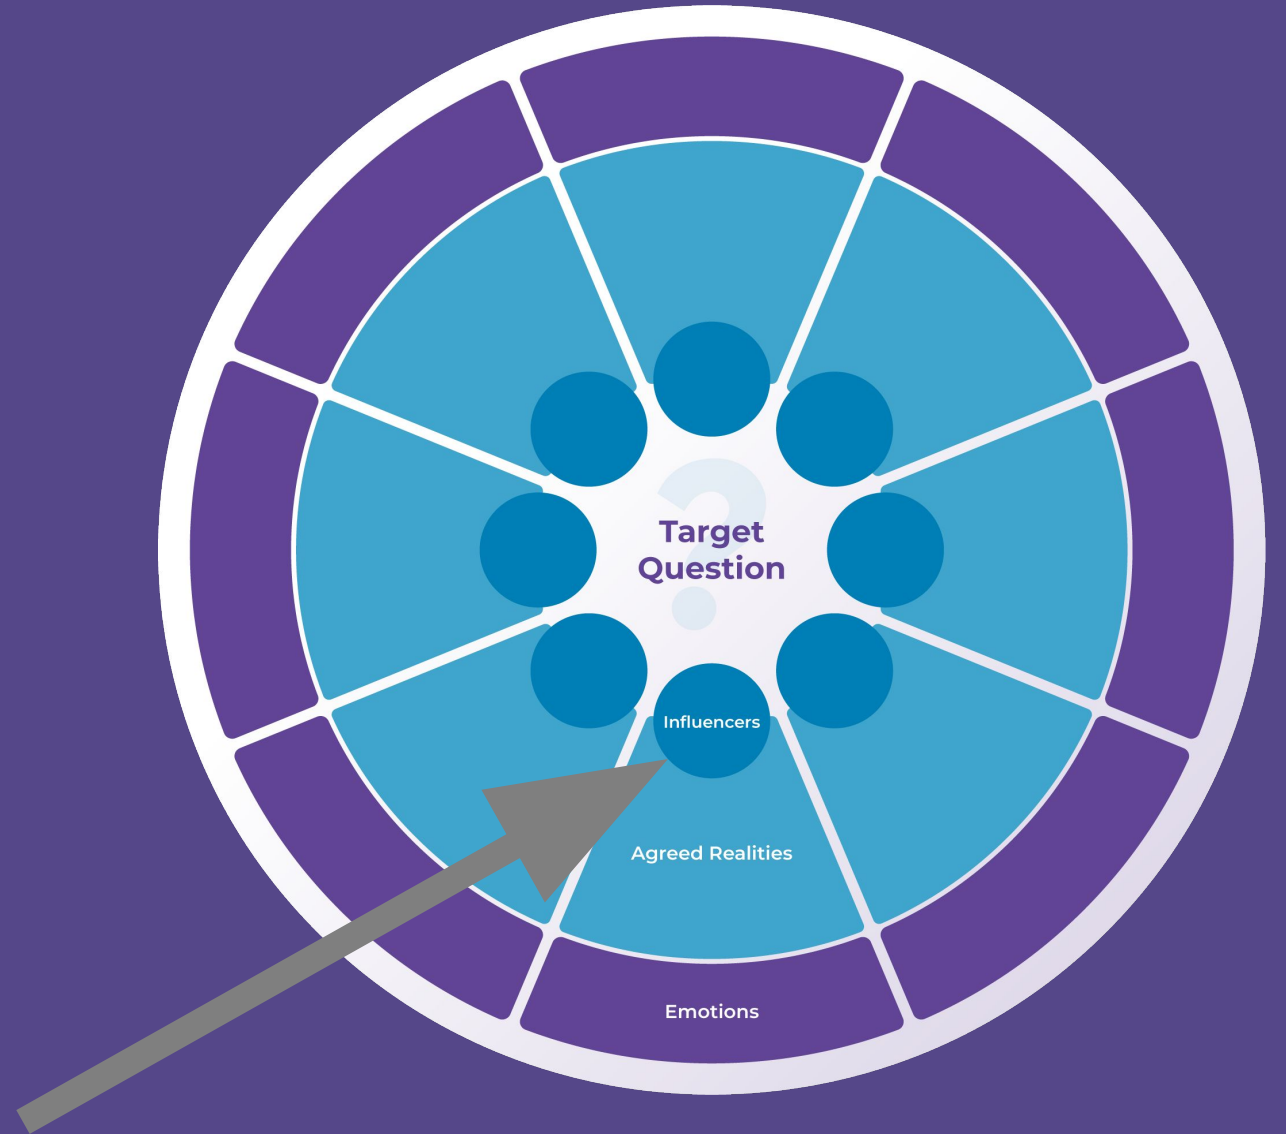 Target
Question
Influencers
Agreed Realities
Emotions
?